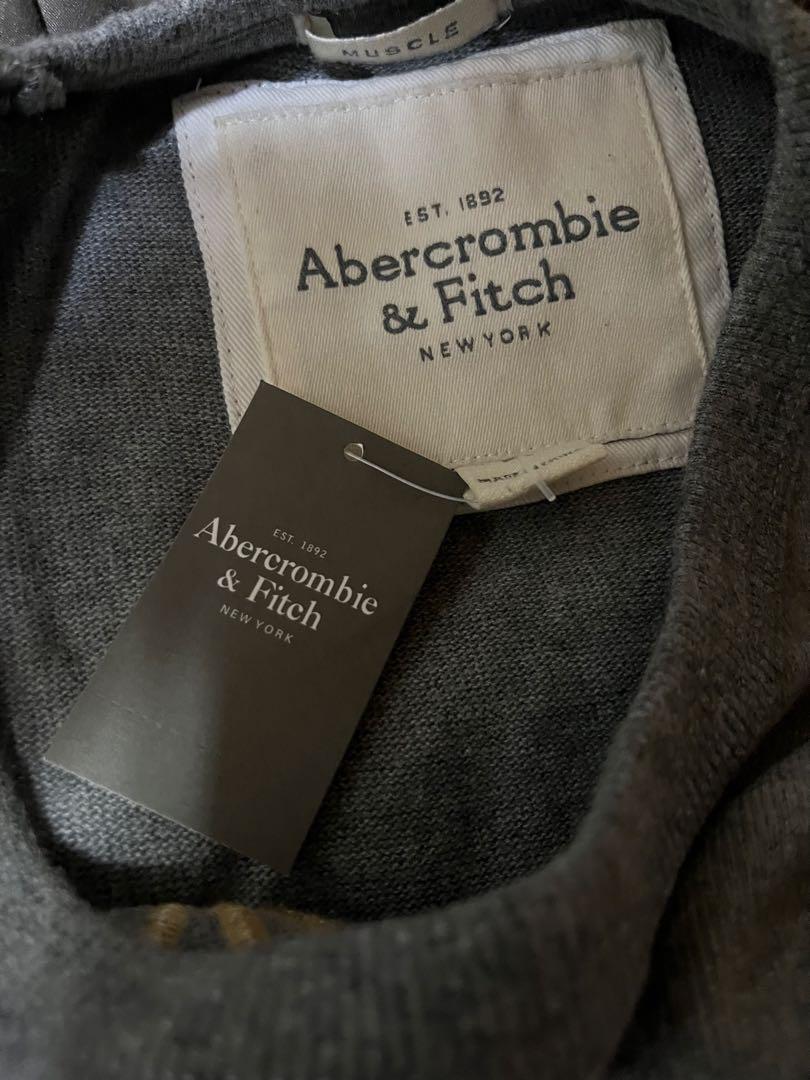 MUSCLE
EST. 1892
Abercrombie
& Fitch
NEW YORK
EST. 1892
Abercrombie
& Fitch
NEW YORK